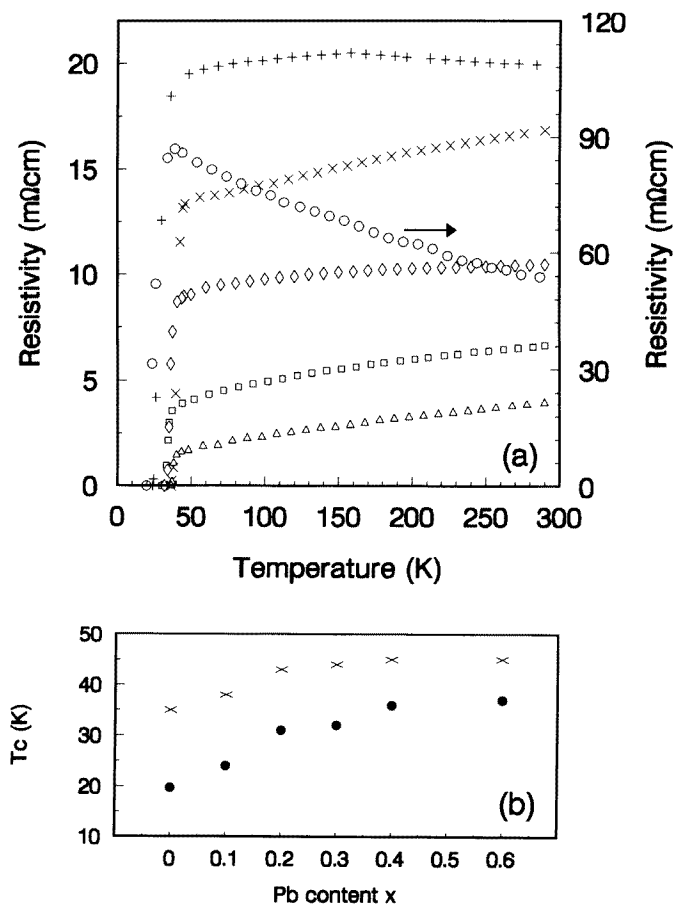 120
20
90
15
60
10
30
5
0
0
Resistivity (mΩcm)
Resistivity (mΩcm)
(a)
0 50 100 150 200 250 300
Temperature (K)
50
40
30
20
10
Tc (K)
(b)
0 0.1 0.2 0.3 0.4 0.5 0.6
Pb content x